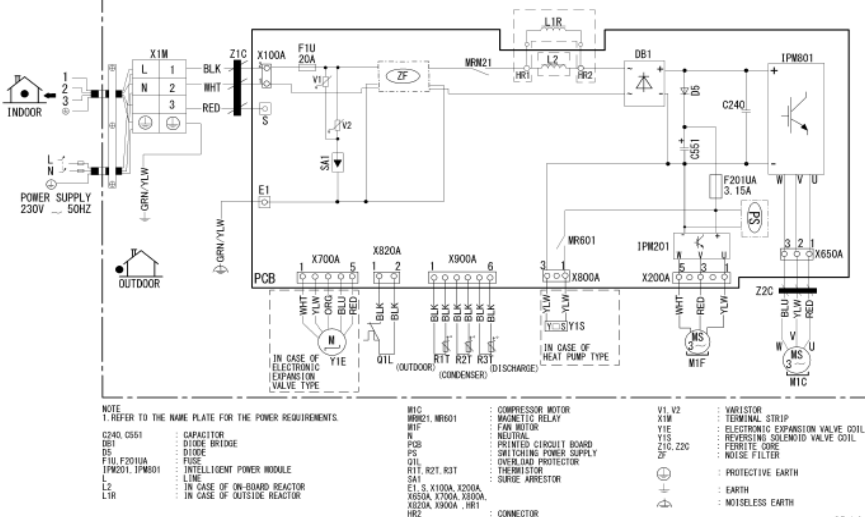 L1R
X1M
Z1C
X100A
F1U
20A
MRM21
L2
HR1
HR2
DB1
IPM801
L 1
N 2
3
BLK
WHT
RED
V1
V2
ZF
S
SA1
D5
C240
C551
+
-
1
2
3
INDOOR
L
N
POWER SUPPLY
230V ~ 50HZ
GRN/YLW
GRN/YLW
E1
F201UA
3.15A
PS
W V U
MR601
IPM201
W V U
3 2 1
X650A
OUTDOOR
PCB
X700A
1 5
X820A
1 2
X900A
1 6
3 1
X800A
X200A
5 3 1
Z2C
WHT YLW ORG BLU RED
BLK BLK
BLK BLK BLK BLK BLK BLK
YLW YLW
WHT RED YLW
BLU YLW RED
M
Y1E
Q1L
R1T R2T R3T
(OUTDOOR)
(CONDENSER)
(DISCHARGE)
Y S Y1S
MS
3
M1F
W V U
MS
3
M1C
IN CASE OF
ELECTRONIC
EXPANSION
VALVE TYPE
IN CASE OF
HEAT PUMP TYPE
NOTE
1. REFER TO THE NAME PLATE FOR THE POWER REQUIREMENTS.
C240, C551 : CAPACITOR
DB1 : DIODE BRIDGE
D5 : DIODE
F1U, F201UA : FUSE
IPM201, IPM801 : INTELLIGENT POWER MODULE
L : LINE
L2 : IN CASE OF ON-BOARD REACTOR
L1R : IN CASE OF OUTSIDE REACTOR
M1C : COMPRESSOR MOTOR
MRM21, MR601 : MAGNETIC RELAY
M1F : FAN MOTOR
N : NEUTRAL
PCB : PRINTED CIRCUIT BOARD
PS : SWITCHING POWER SUPPLY
Q1L : OVERLOAD PROTECTOR
R1T, R2T, R3T : THERMISTOR
SA1 : SURGE ARRESTOR
E1, S, X100A, X200A,
X650A, X700A, X800A,
X820A, X900A , HR1
HR2 : CONNECTOR
V1, V2 : VARISTOR
X1M : TERMINAL STRIP
Y1E : ELECTRONIC EXPANSION VALVE COIL
Y1S : REVERSING SOLENOID VALVE COIL
Z1C, Z2C : FERRITE CORE
ZF : NOISE FILTER
: PROTECTIVE EARTH
: EARTH
: NOISELESS EARTH